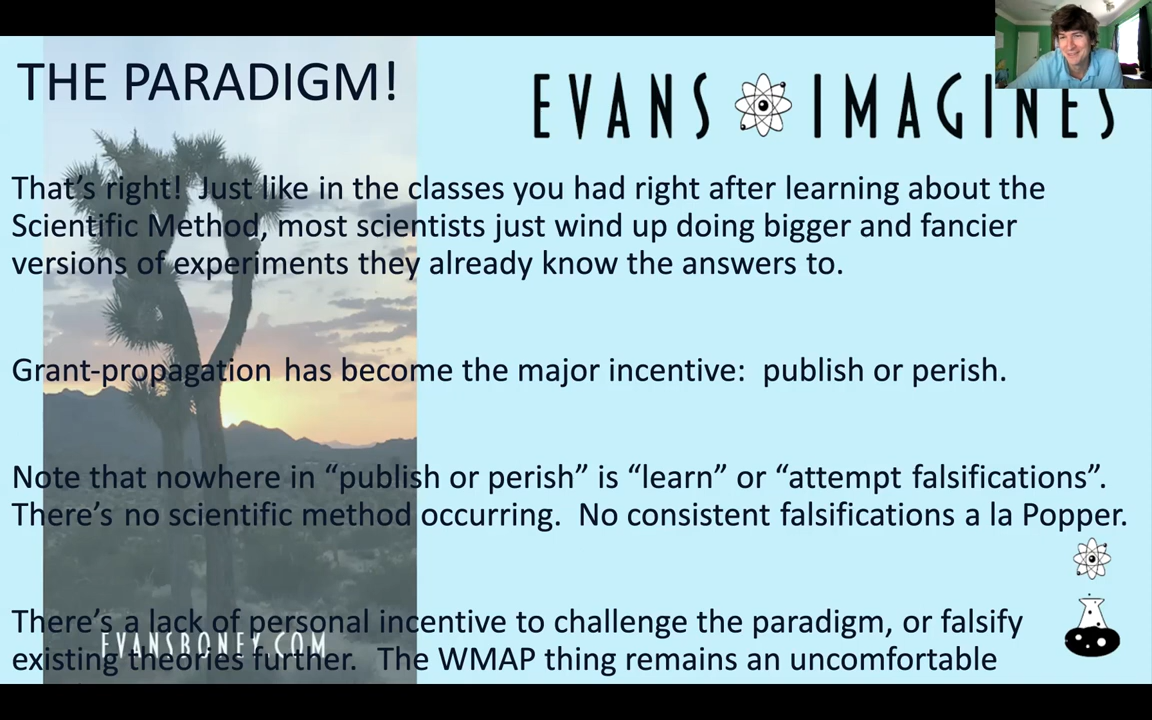 THE PARADIGM!
EVANS IMAGINES
That's right!  Just like in the classes you had right after learning about the
Scientific Method, most scientists just wind up doing bigger and fancier
versions of experiments they already know the answers to.
Grant-propagation has become the major incentive:  publish or perish.
Note that nowhere in “publish or perish” is “learn” or “attempt falsifications”.
There's no scientific method occurring.  No consistent falsifications a la Popper.
There's a lack of personal incentive to challenge the paradigm, or falsify
EVANSBONEY.COM
existing theories further.  The WMAP thing remains an uncomfortable